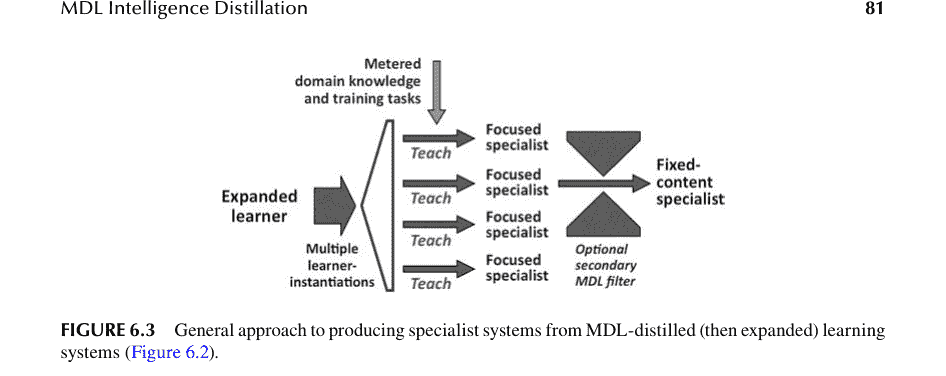 MDL Intelligence Distillation 81
Metered
domain knowledge
and training tasks
Expanded
learner
Multiple
learner-
instantiations
Teach
Focused
specialist
Teach
Focused
specialist
Teach
Focused
specialist
Teach
Focused
specialist
Optional
secondary
MDL filter
Fixed-
content
specialist
FIGURE 6.3 General approach to producing specialist systems from MDL-distilled (then expanded) learning
systems (Figure 6.2).